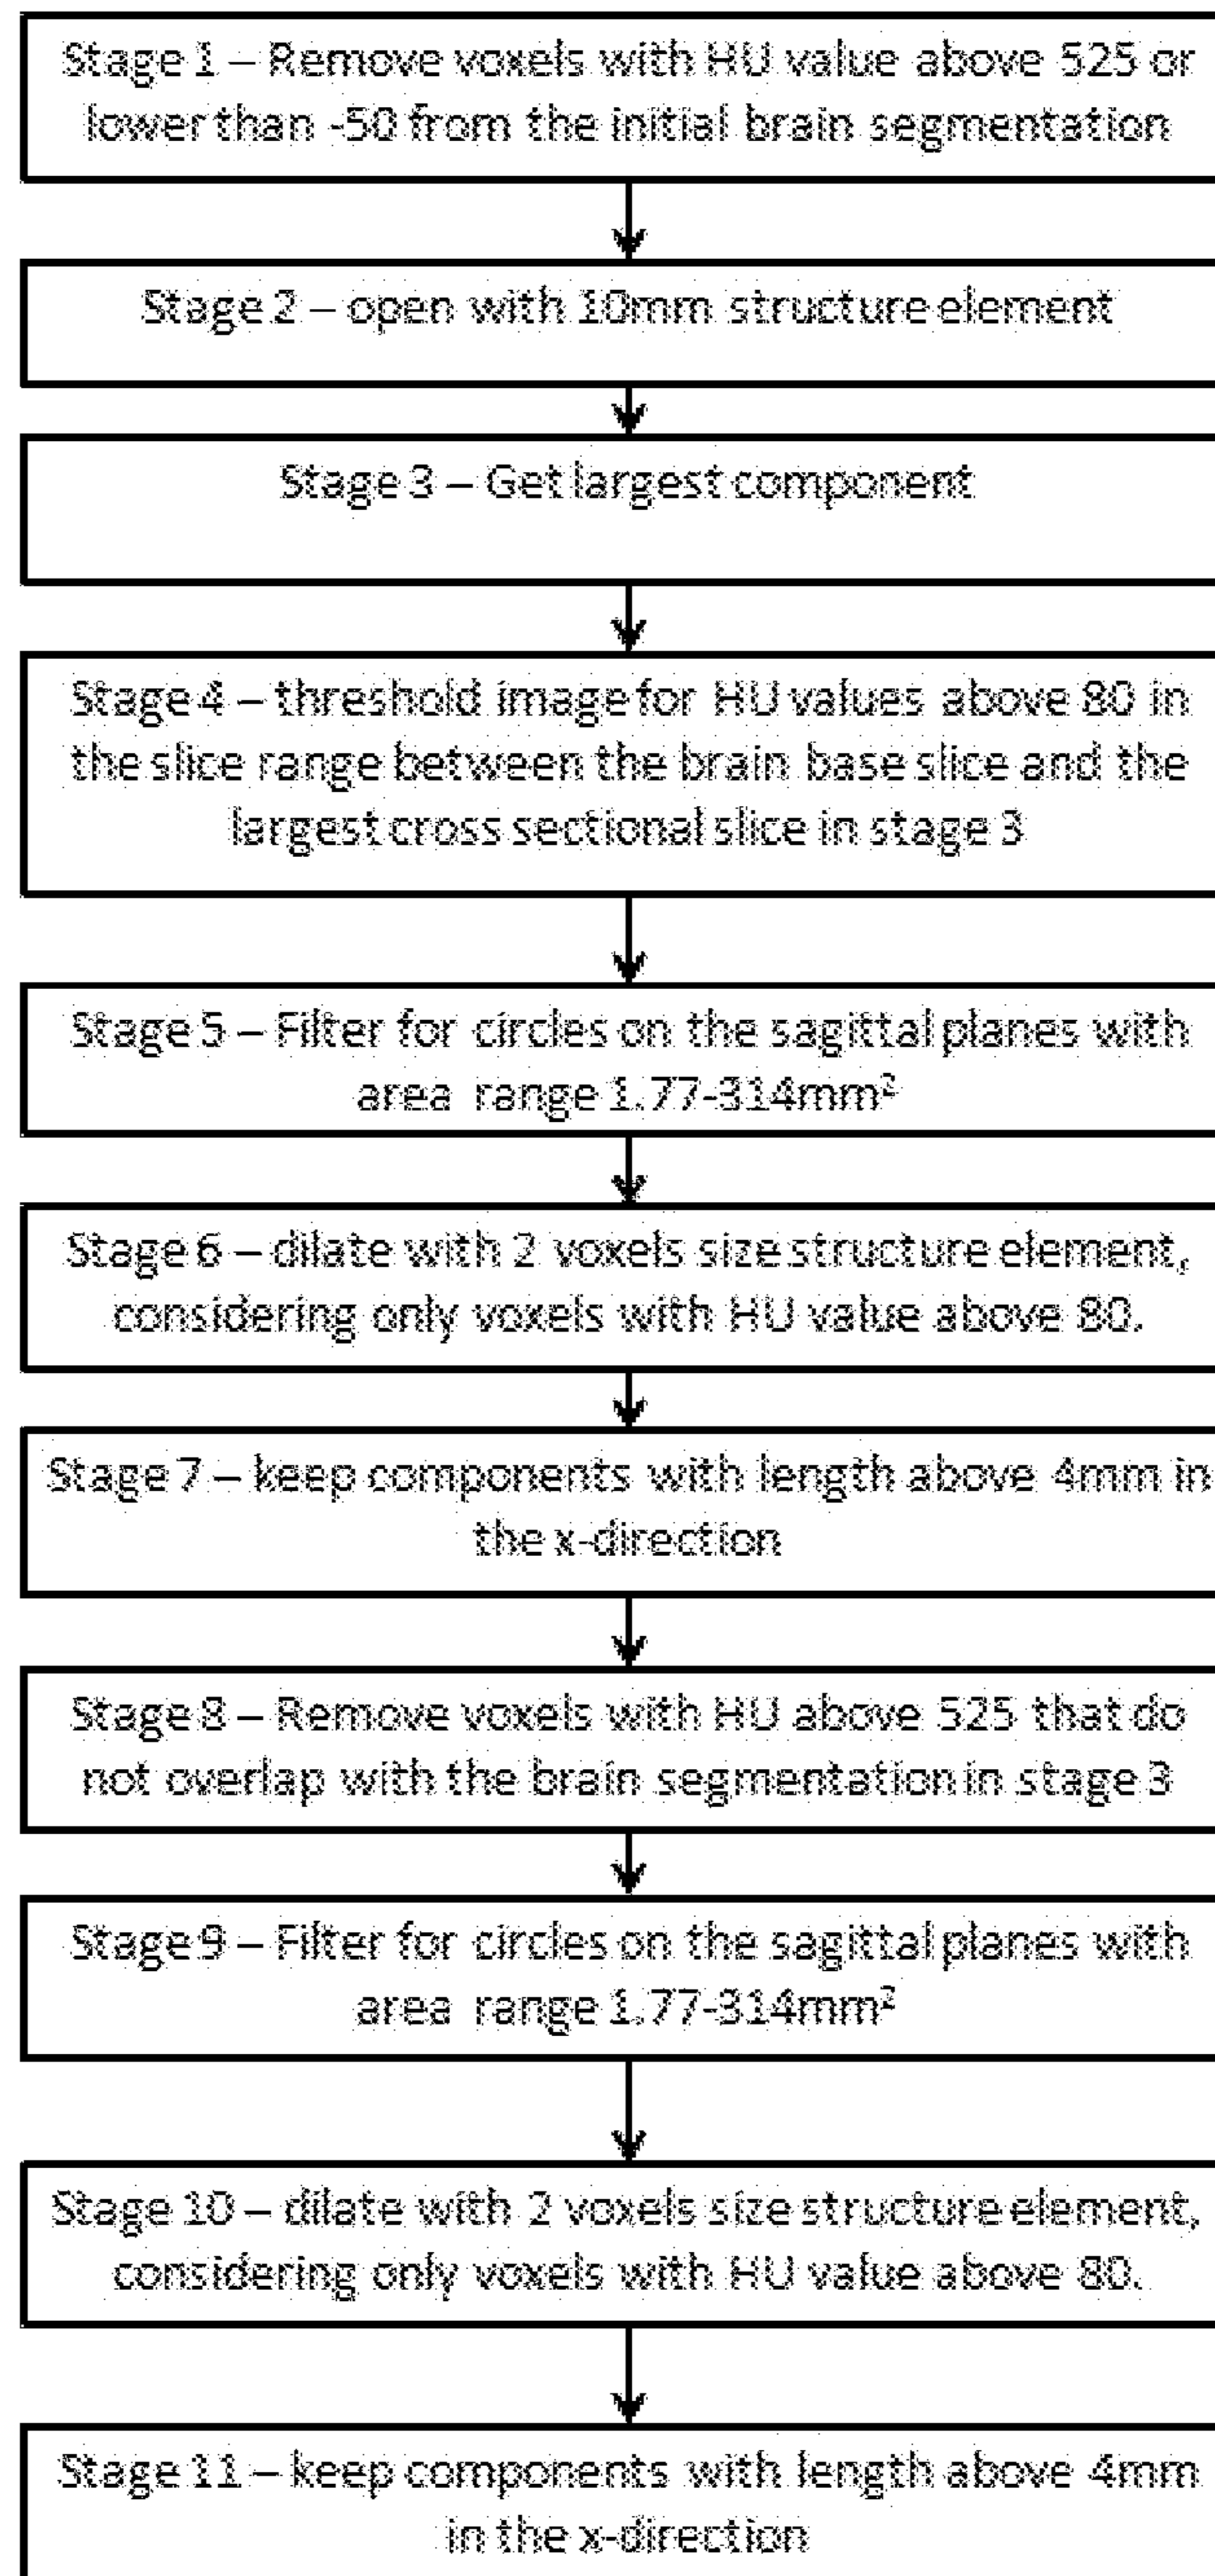 Stage 1 – Remove voxels with HU value above 525 or
lower than -50 from the initial brain segmentation
Stage 2 – open with 10mm structure element
Stage 3 – Get largest component
Stage 4 – threshold image for HU values above 80 in
the slice range between the brain base slice and the
largest cross sectional slice in stage 3
Stage 5 – Filter for circles on the sagittal planes with
area range 1.77-314mm²
Stage 6 – dilate with 2 voxels size structure element,
considering only voxels with HU value above 80.
Stage 7 – keep components with length above 4mm in
the x-direction
Stage 8 – Remove voxels with HU above 525 that do
not overlap with the brain segmentation in stage 3
Stage 9 – Filter for circles on the sagittal planes with
area range 1.77-314mm²
Stage 10 – dilate with 2 voxels size structure element,
considering only voxels with HU value above 80.
Stage 11 – keep components with length above 4mm
in the x-direction